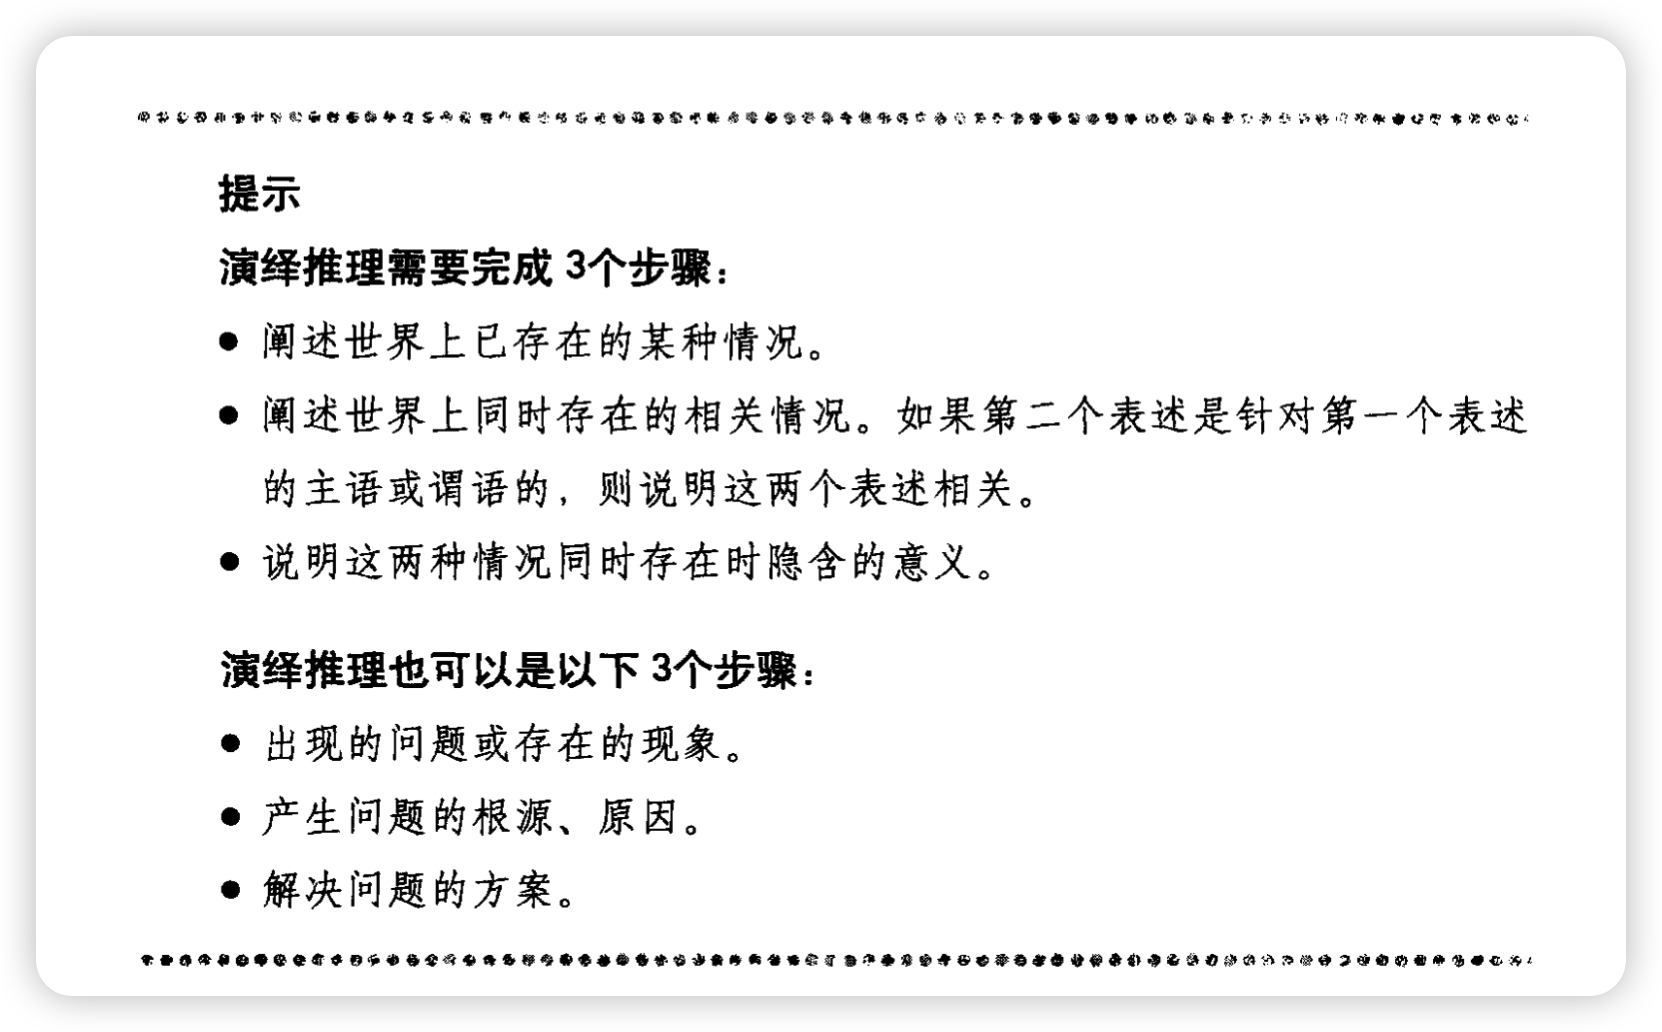 提示
演绎推理需要完成 3个步骤：
● 阐述世界上已存在的某种情况。
● 阐述世界上同时存在的相关情况。如果第二个表述是针对第一个表述
的主语或谓语的，则说明这两个表述相关。
● 说明这两种情况同时存在时隐含的意义。
演绎推理也可以是以下 3个步骤：
● 出现的问题或存在的现象。
● 产生问题的根源、原因。
● 解决问题的方案。